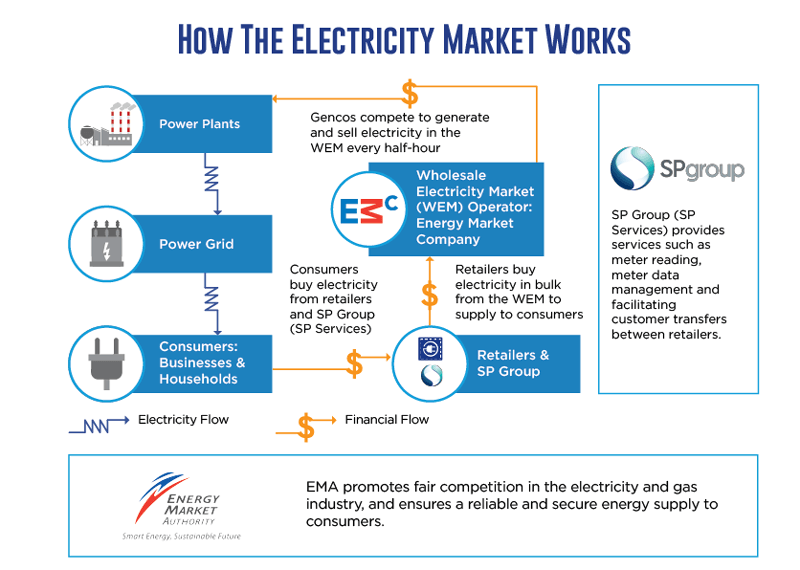 HOW THE ELECTRICITY MARKET WORKS
Power Plants
Gencos compete to generate
and sell electricity in the
WEM every half-hour
EMC
Wholesale
Electricity Market
(WEM) Operator:
Energy Market
Company
Power Grid
Consumers
buy electricity
from retailers
and SP Group
(SP Services)
Retailers buy
electricity in bulk
from the WEM to
supply to consumers
Consumers:
Businesses &
Households
Retailers &
SP Group
Electricity Flow
Financial Flow
SPgroup
SP Group (SP
Services) provides
services such as
meter reading,
meter data
management and
facilitating
customer transfers
between retailers.
ENERGY
MARKET
AUTHORITY
Smart Energy, Sustainable Future
EMA promotes fair competition in the electricity and gas
industry, and ensures a reliable and secure energy supply to
consumers.